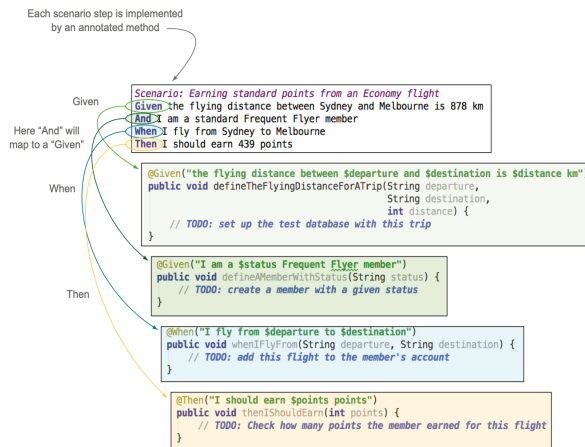 Each scenario step is implemented
by an annotated method
Scenario: Earning standard points from an Economy flight
Given the flying distance between Sydney and Melbourne is 878 km
And I am a standard Frequent Flyer member
When I fly from Sydney to Melbourne
Then I should earn 439 points
Given
Here “And” will
map to a “Given”
When
Then
@Given("the flying distance between $departure and $destination is $distance km")
public void defineTheFlyingDistanceForATrip(String departure,
String destination,
int distance) {
// TODO: set up the test database with this trip
}
@Given("I am a $status Frequent Flyer member")
public void defineAMemberWithStatus(String status) {
// TODO: create a member with a given status
}
@When("I fly from $departure to $destination")
public void whenIFlyFrom(String departure, String destination) {
// TODO: add this flight to the member's account
}
@Then("I should earn $points points")
public void thenIShouldEarn(int points) {
// TODO: Check how many points the member earned for this flight
}